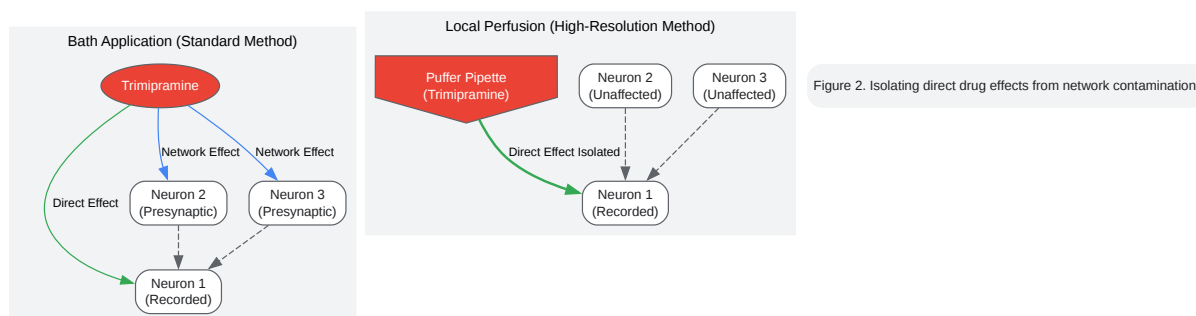 Bath Application (Standard Method)
Trimipramine
Network Effect
Network Effect
Direct Effect
Neuron 2
(Presynaptic)
Neuron 3
(Presynaptic)
Neuron 1
(Recorded)
Local Perfusion (High-Resolution Method)
Puffer Pipette
(Trimipramine)
Neuron 2
(Unaffected)
Neuron 3
(Unaffected)
Direct Effect Isolated
Neuron 1
(Recorded)
Figure 2. Isolating direct drug effects from network contamination